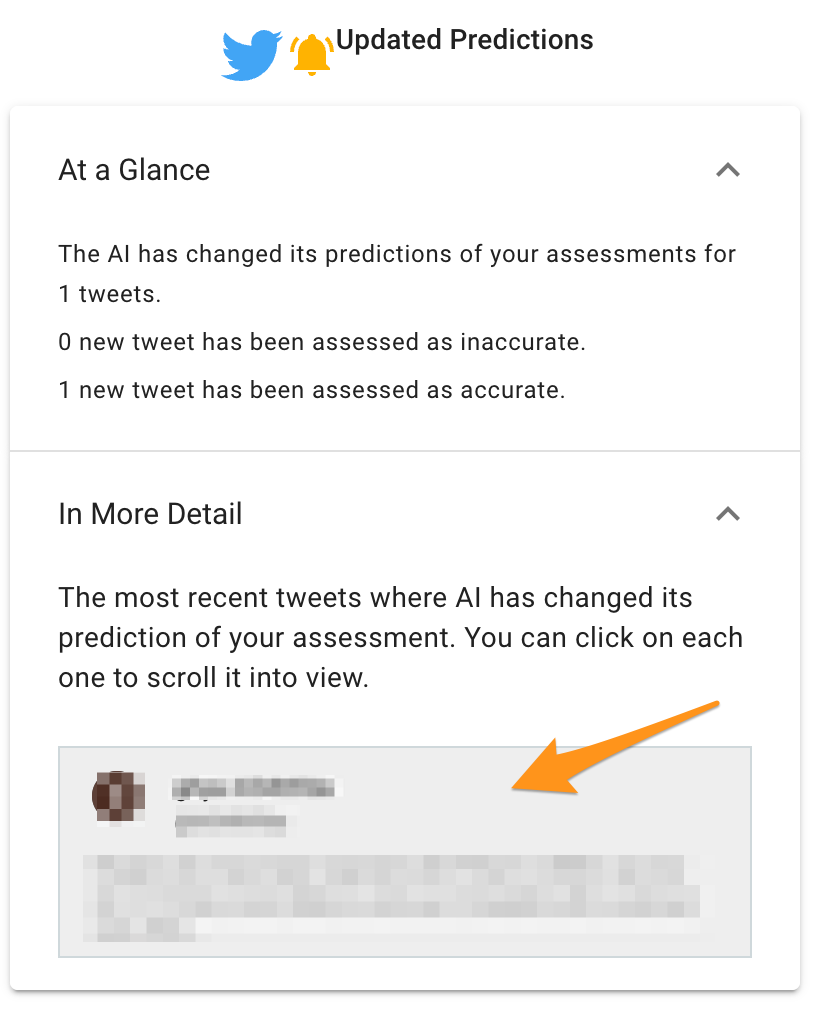 Updated Predictions
At a Glance
The AI has changed its predictions of your assessments for
1 tweets.
0 new tweet has been assessed as inaccurate.
1 new tweet has been assessed as accurate.
In More Detail
The most recent tweets where AI has changed its
prediction of your assessment. You can click on each
one to scroll it into view.